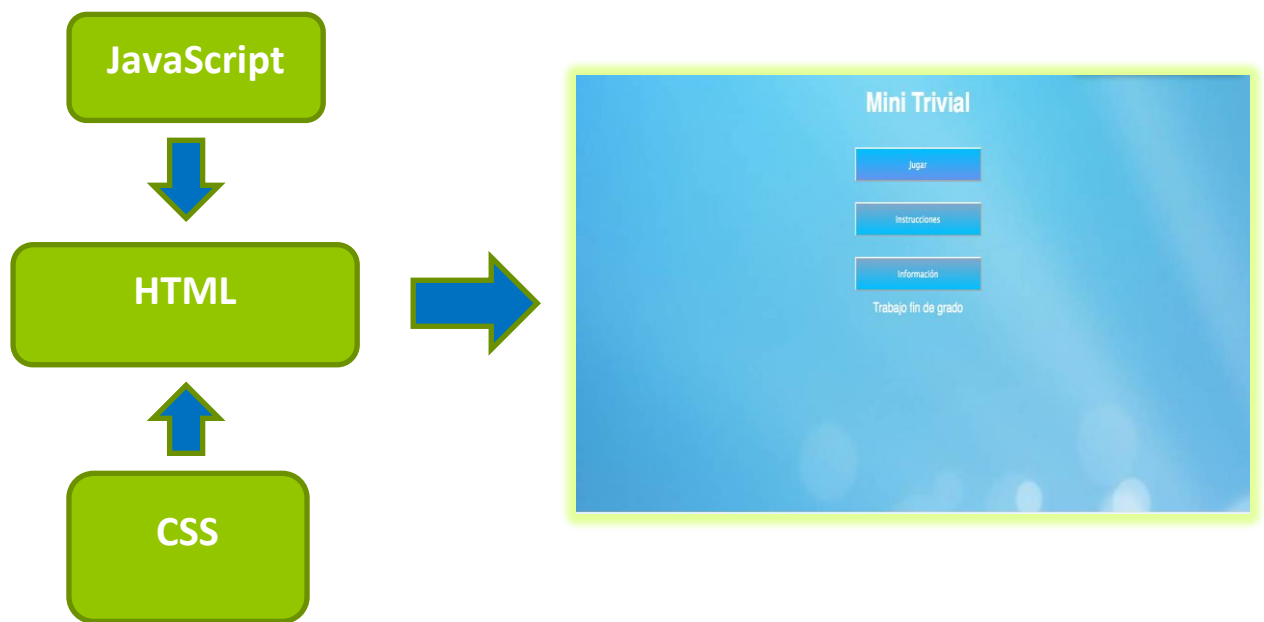 JavaScript
HTML
CSS
Mini Trivial
Jugar
Instrucciones
Información
Trabajo fin de grado